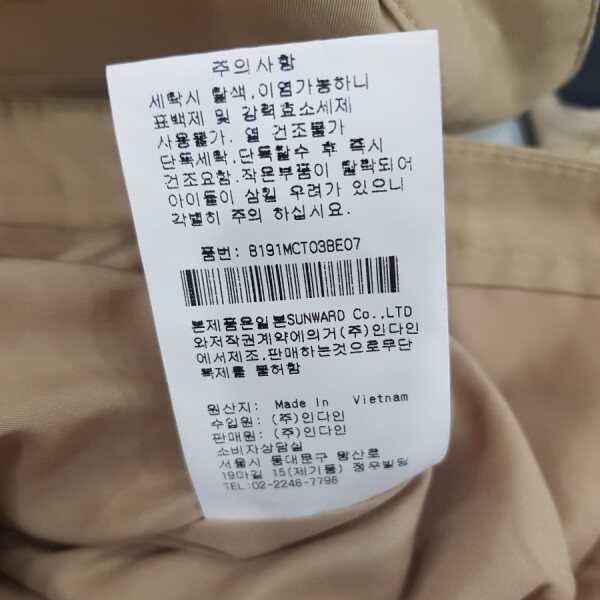 주의사항
세탁시 탈색,이염가능하니
표백제 및 강력효소세제
사용불가. 열 건조불가
단독세탁,단독탈수 후 즉시
건조요함.작은부품이 탈락되어
아이들이 삼킬 우려가 있으니
각별히 주의 하십시요.
품번: 8191MCT03BE07
본제품은일본SUNWARD Co.,LTD
와저작권계약에의거(주)인다인
에서제조,판매하는것으로무단
복제를 불허함
원산지: Made In Vietnam
수입원: (주)인다인
판매원: (주)인다인
소비자상담실
서울시 동대문구 왕산로
19마길 15(제기동) 정우빌딩
TEL:02-2248-7798